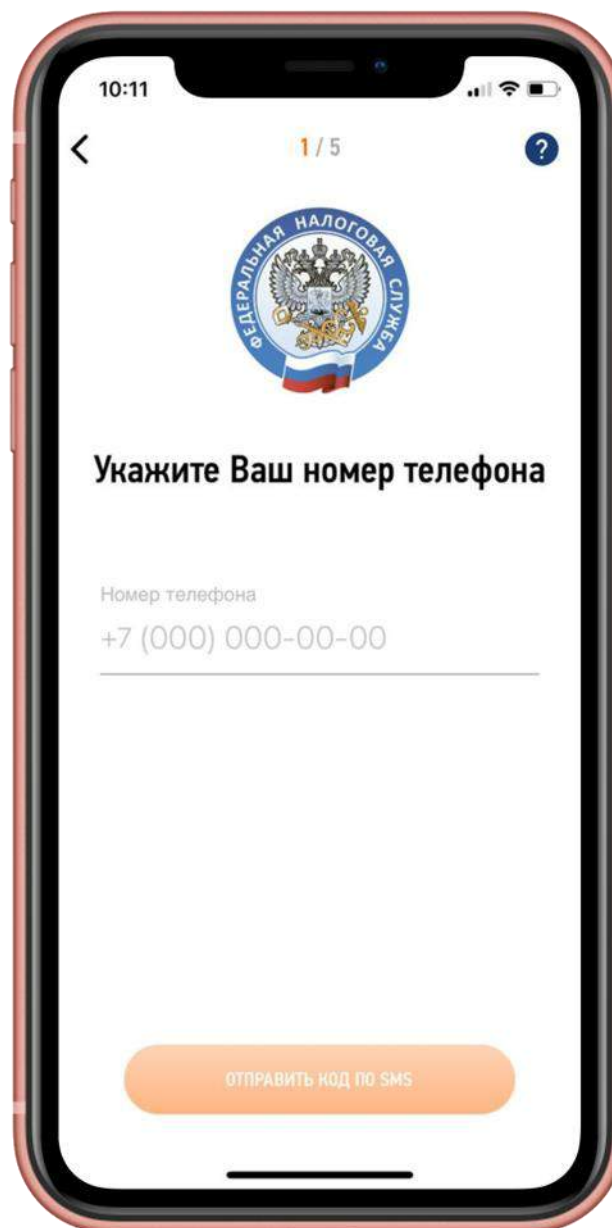 10:11
1 / 5
?
ФЕДЕРАЛЬНАЯ НАЛОГОВАЯ СЛУЖБА
Укажите Ваш номер телефона
Номер телефона
+7 (000) 000-00-00
ОТПРАВИТЬ КОД ПО SMS